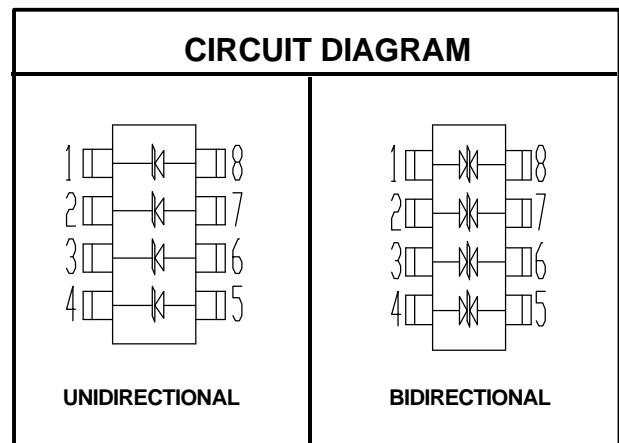 CIRCUIT DIAGRAM
1 8
2 7
3 6
4 5
UNIDIRECTIONAL
1 8
2 7
3 6
4 5
BIDIRECTIONAL